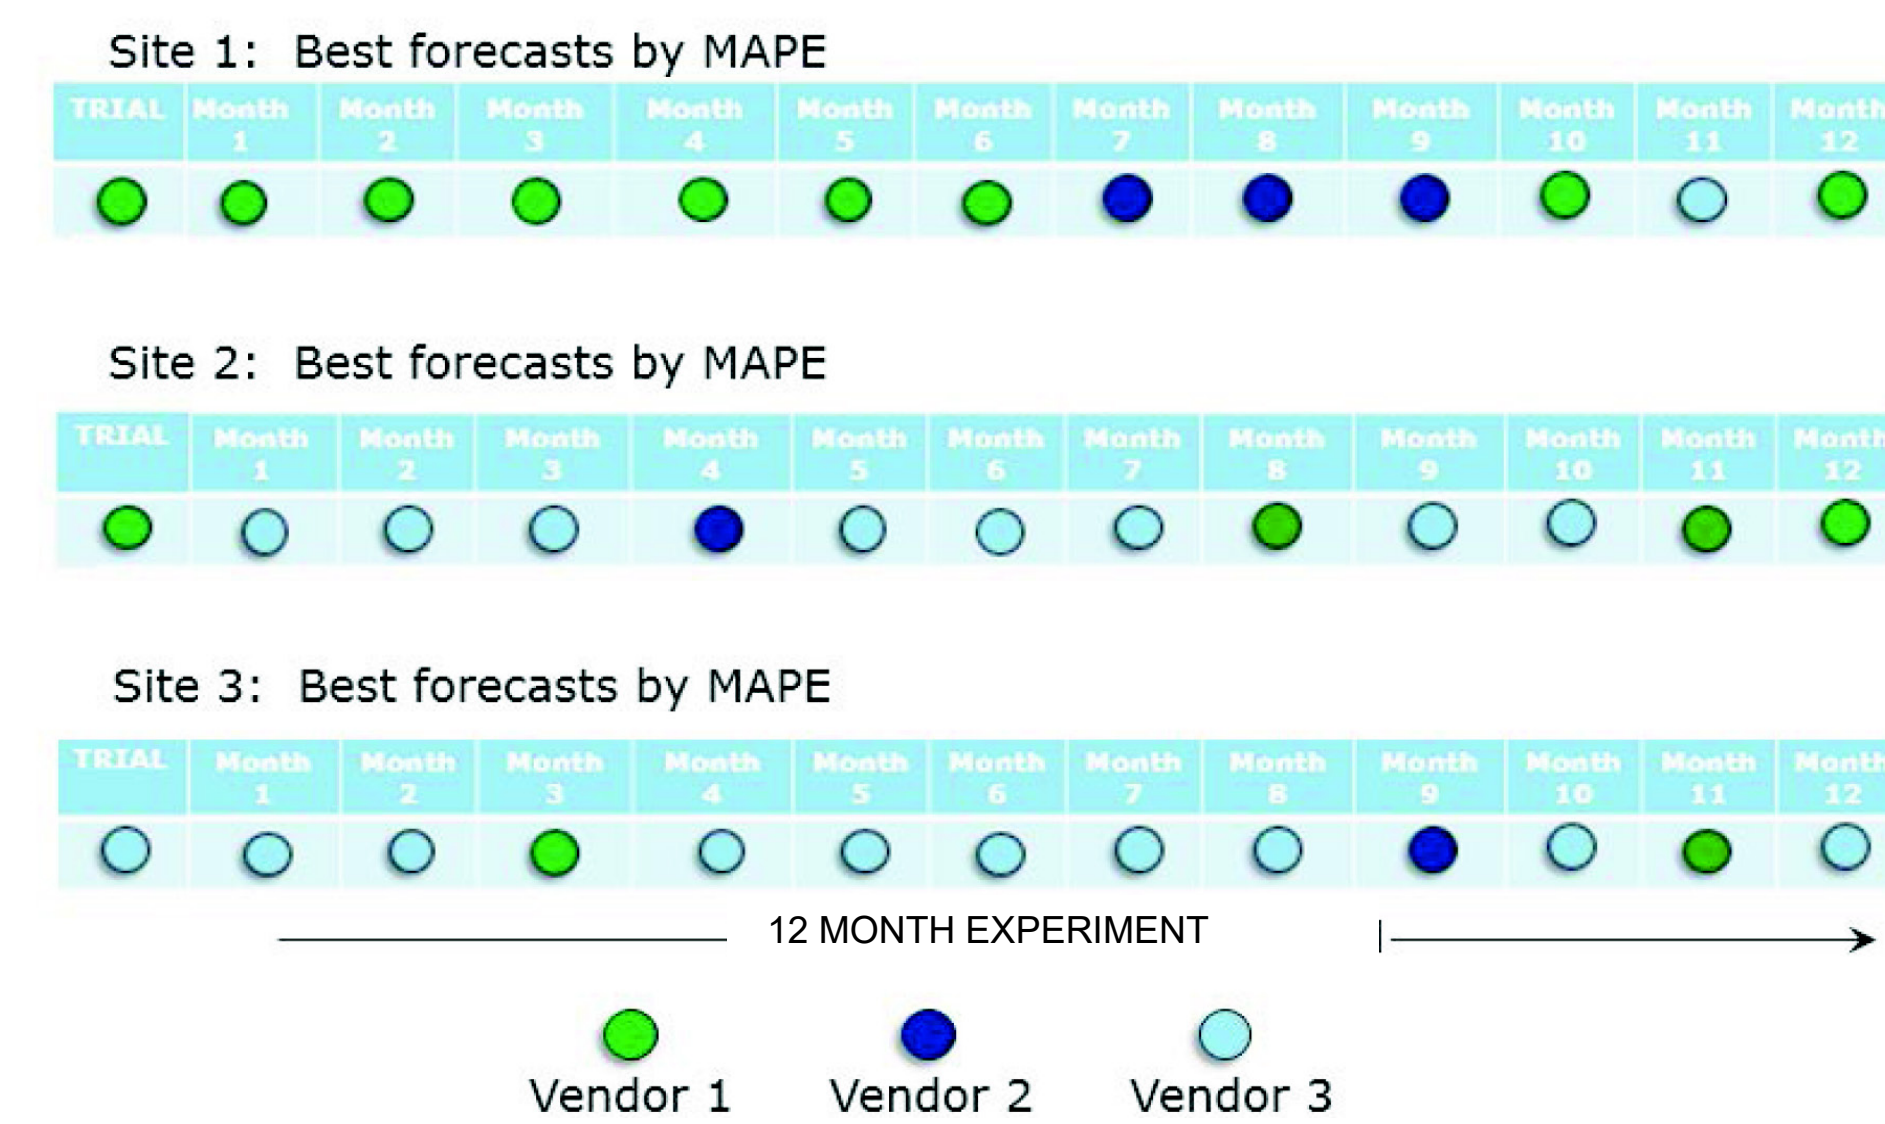 Site 1: Best forecasts by MAPE
TRIAL Month Month Month Month Month Month Month Month Month Month Month Month
1 2 3 4 5 6 7 8 9 10 11 12
Site 2: Best forecasts by MAPE
TRIAL Month Month Month Month Month Month Month Month Month Month Month Month
1 2 3 4 5 6 7 8 9 10 11 12
Site 3: Best forecasts by MAPE
TRIAL Month Month Month Month Month Month Month Month Month Month Month Month
1 2 3 4 5 6 7 8 9 10 11 12
12 MONTH EXPERIMENT
Vendor 1 Vendor 2 Vendor 3